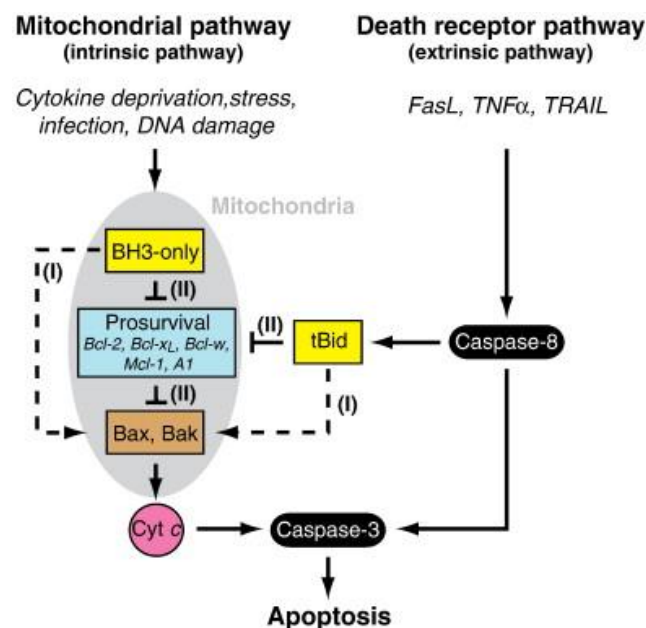 Mitochondrial pathway
(intrinsic pathway)
Death receptor pathway
(extrinsic pathway)
Cytokine deprivation,stress,
infection, DNA damage
FasL, TNFα, TRAIL
Mitochondria
BH3-only
(I)
(II)
Prosurvival
Bcl-2, Bcl-xL, Bcl-w,
Mcl-1, A1
(II)
tBid
Caspase-8
(II)
(I)
Bax, Bak
Cyt c
Caspase-3
Apoptosis